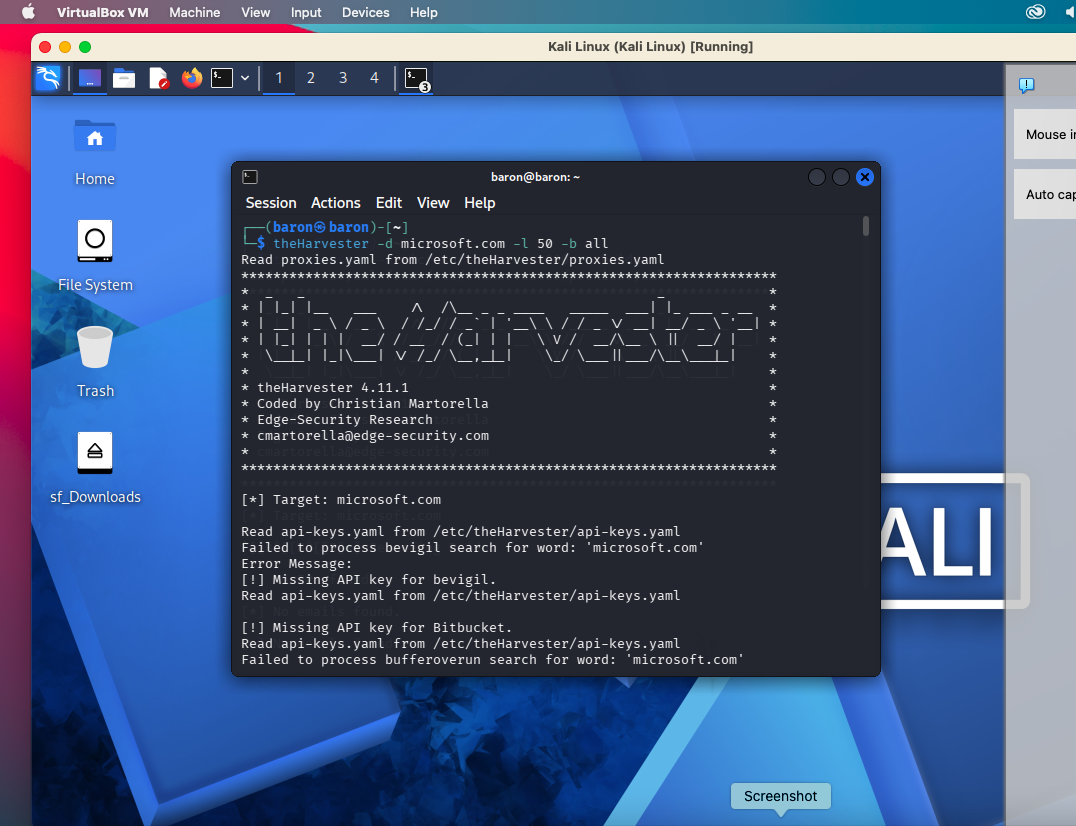 VirtualBox VM Machine View Input Devices Help
Kali Linux (Kali Linux) [Running]
1 2 3 4
3
Mouse in
Auto cap
Home
File System
Trash
sf_Downloads
baron@baron: ~
Session Actions Edit View Help
┌──(baron㉿baron)-[~]
└─$ theHarvester -d microsoft.com -l 50 -b all
Read proxies.yaml from /etc/theHarvester/proxies.yaml
*******************************************************************
theHarvester
* theHarvester 4.11.1 *
* Coded by Christian Martorella *
* Edge-Security Research *
* cmartorella@edge-security.com *
* *
*******************************************************************
[*] Target: microsoft.com
Read api-keys.yaml from /etc/theHarvester/api-keys.yaml
Failed to process bevigil search for word: 'microsoft.com'
Error Message:
[!] Missing API key for bevigil.
Read api-keys.yaml from /etc/theHarvester/api-keys.yaml
[*] No emails found.
[!] Missing API key for Bitbucket.
Read api-keys.yaml from /etc/theHarvester/api-keys.yaml
Failed to process bufferoverun search for word: 'microsoft.com'
ALI
Screenshot